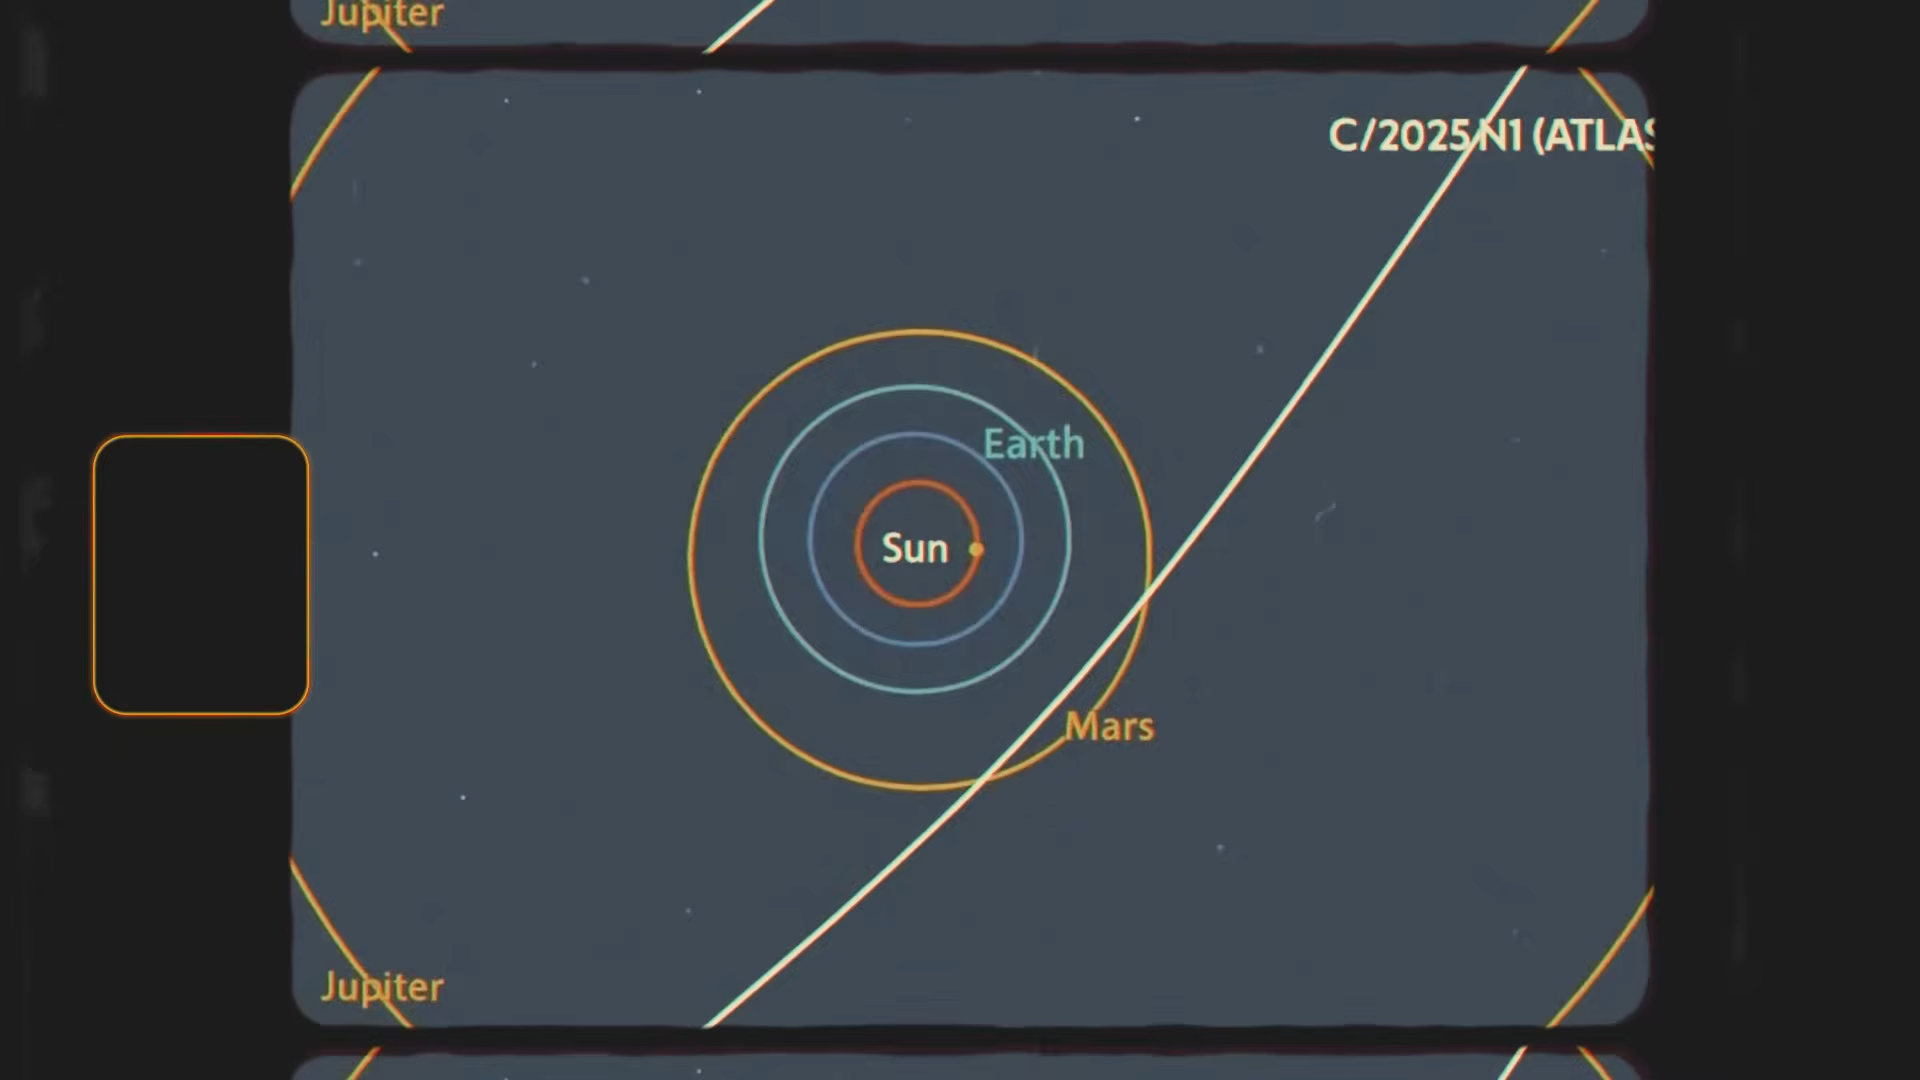 Jupiter
C/2025 N1 (ATLAS
Earth
Sun
Mars
Jupiter